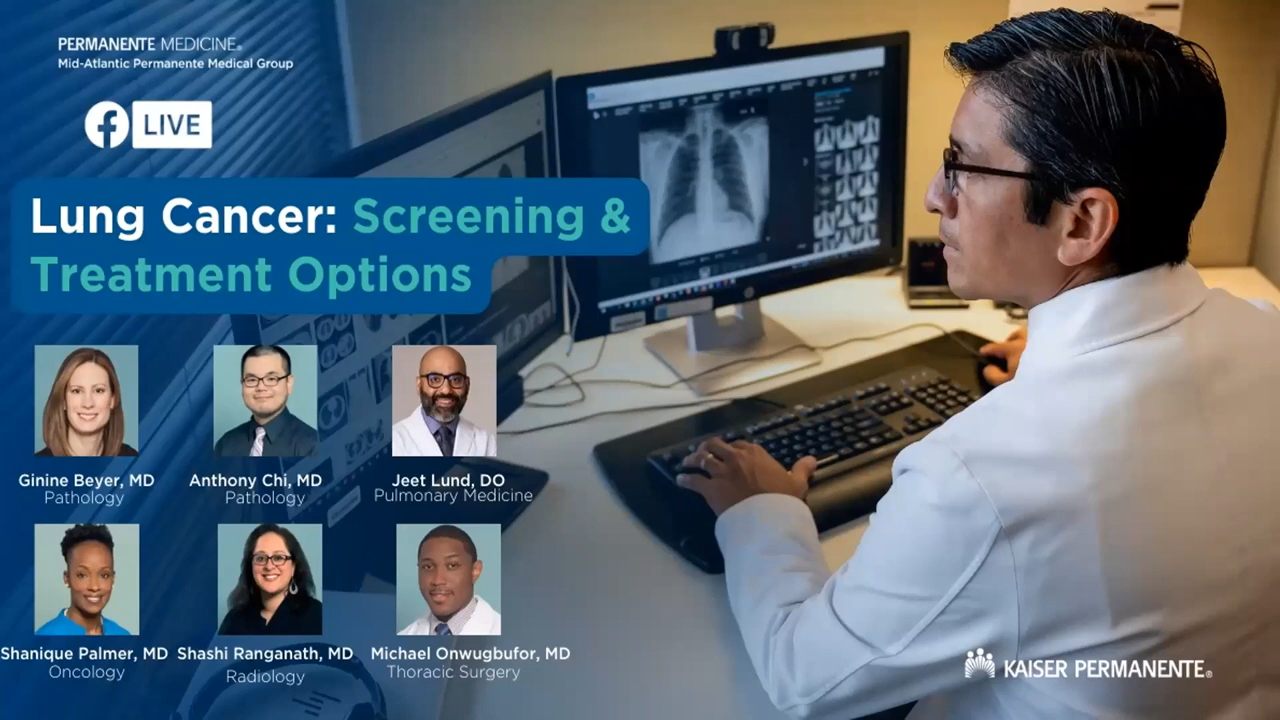 PERMANENTE MEDICINE®
Mid-Atlantic Permanente Medical Group
LIVE
Lung Cancer: Screening &
Treatment Options
Ginine Beyer, MD
Pathology
Anthony Chi, MD
Pathology
Jeet Lund, DO
Pulmonary Medicine
Shanique Palmer, MD
Oncology
Shashi Ranganath, MD
Radiology
Michael Onwugbufor, MD
Thoracic Surgery
KAISER PERMANENTE®